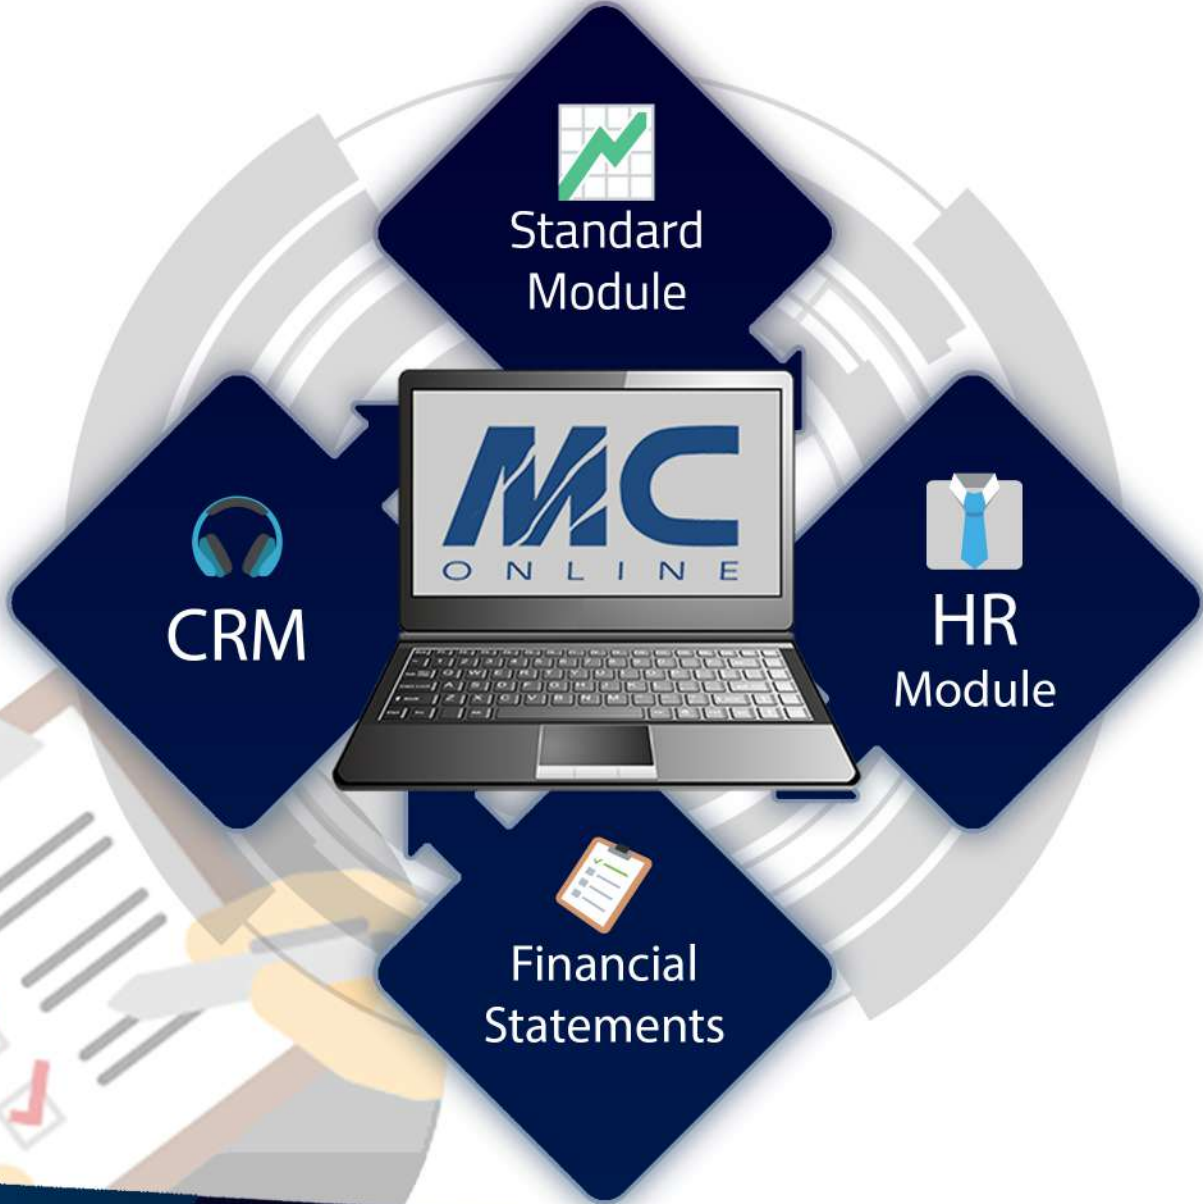 Standard
Module
MC
ONLINE
CRM
HR
Module
Financial
Statements